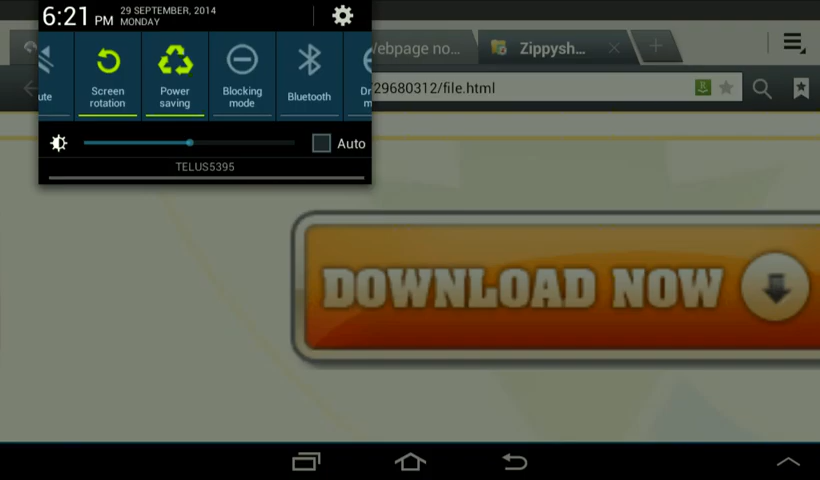 6:21 PM
29 SEPTEMBER, 2014
MONDAY
ute
Screen
rotation
Power
saving
Blocking
mode
Bluetooth
Dr
m
Auto
TELUS5395
Webpage no...
Zippysh...
29680312/file.html
DOWNLOAD NOW